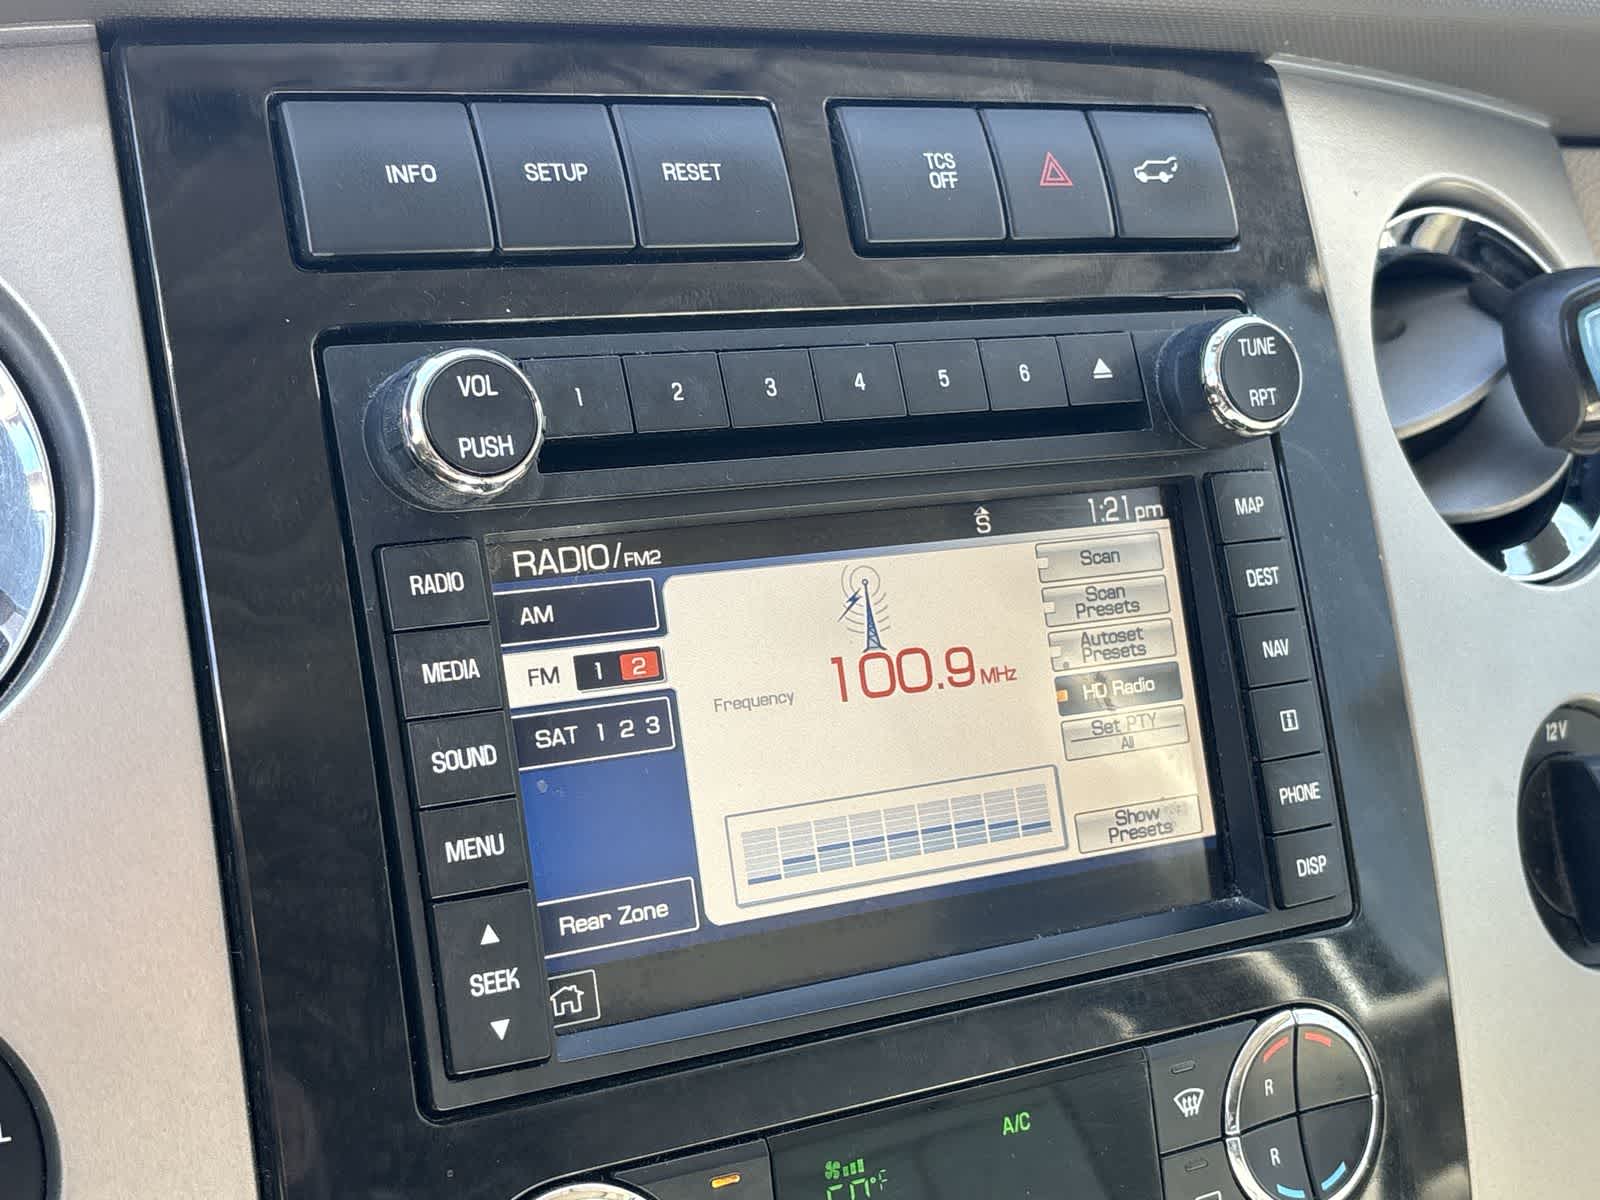 INFO
SETUP
RESET
TCS
OFF
VOL
PUSH
1
2
3
4
5
6
TUNE
RPT
RADIO
MEDIA
SOUND
MENU
SEEK
RADIO/FM2
S
1:21pm
AM
FM 1 2
SAT 1 2 3
Rear Zone
Frequency
100.9 MHz
Scan
Scan
Presets
Autoset
Presets
HD Radio
Set PTY
All
Show
Presets
MAP
DEST
NAV
i
PHONE
DISP
12V
A/C
°F
R
R